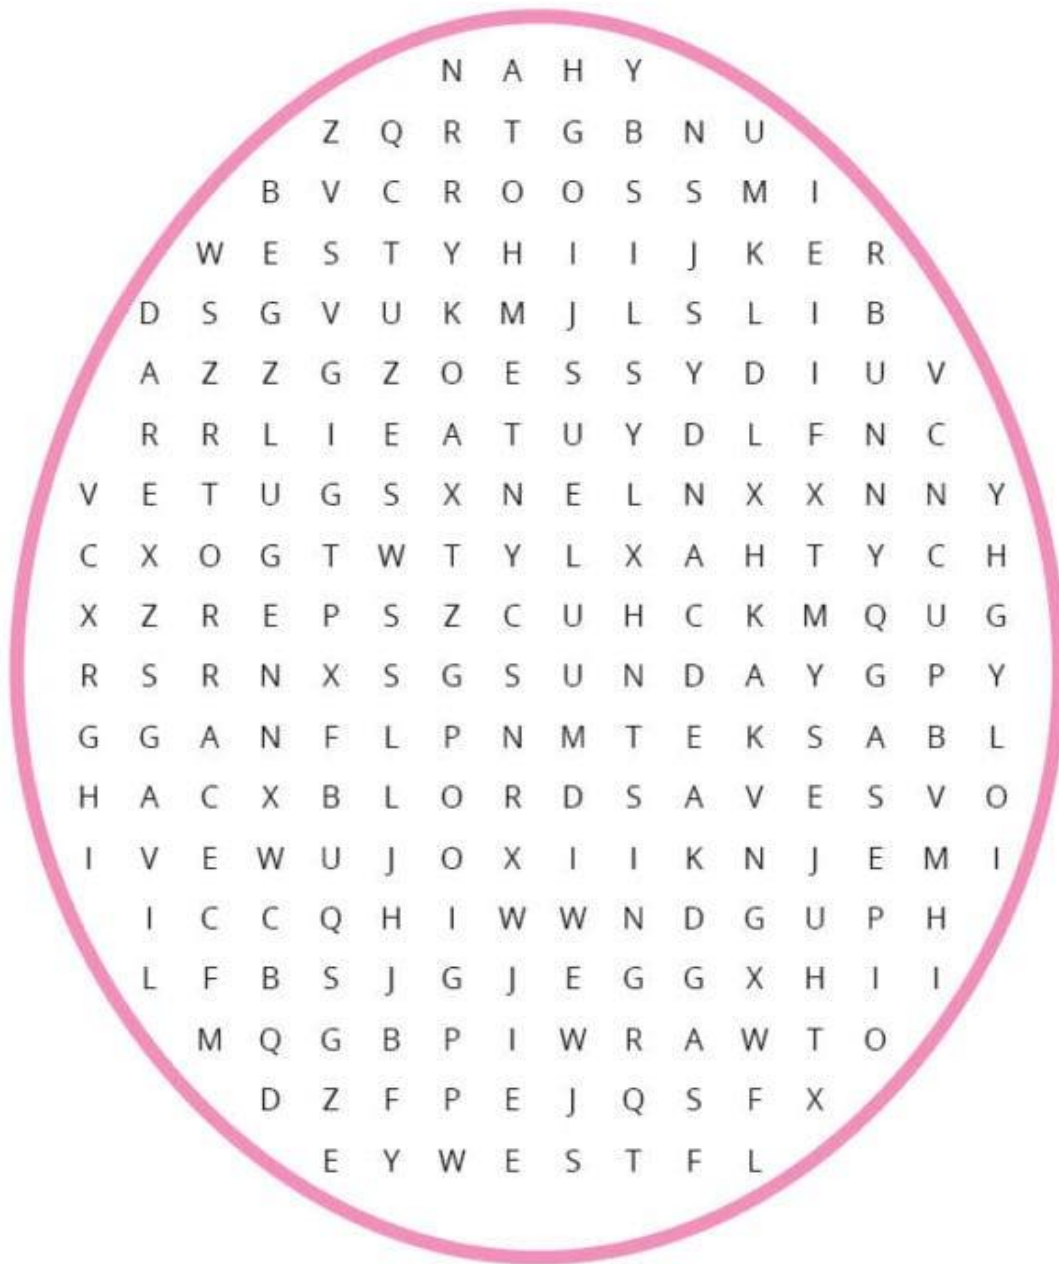 N A H Y
Z Q R T G B N U
B V C R O O S S M I
W E S T Y H I I J K E R
D S G V U K M J L S L I B
A Z Z G Z O E S S Y D I U V
R R L I E A T U Y D L F N C
V E T U G S X N E L N X X N N Y
C X O G T W T Y L X A H T Y C H
X Z R E P S Z C U H C K M Q U G
R S R N X S G S U N D A Y G P Y
G G A N F L P N M T E K S A B L
H A C X B L O R D S A V E S V O
I V E W U J O X I I K N J E M I
I C C Q H I W W N D G U P H
L F B S J G J E G G X H I I
M Q G B P I W R A W T O
D Z F P E J Q S F X
E Y W E S T F L